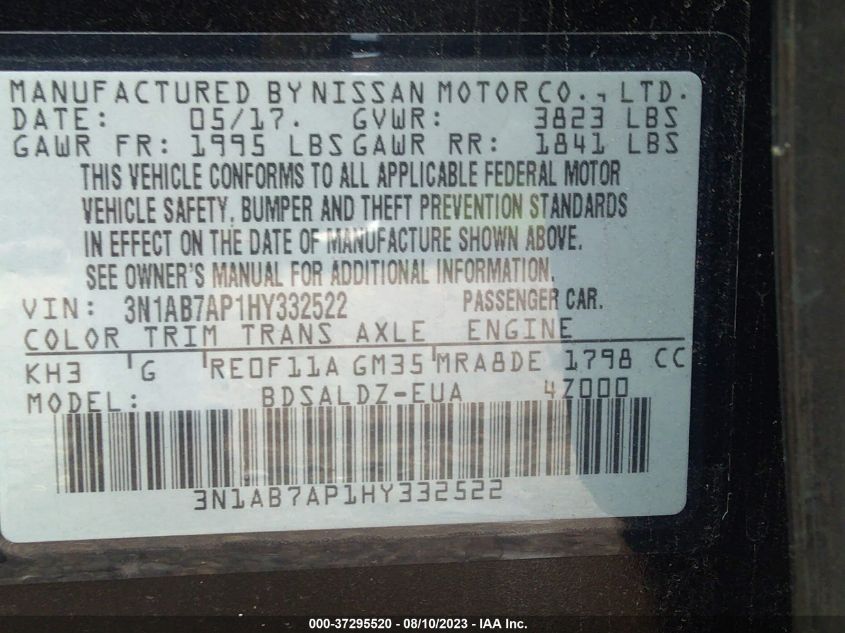 MANUFACTURED BY NISSAN MOTOR CO., LTD.
DATE: 05/17. GVWR: 3823 LBS
GAWR FR: 1995 LBS GAWR RR: 1841 LBS
THIS VEHICLE CONFORMS TO ALL APPLICABLE FEDERAL MOTOR
VEHICLE SAFETY, BUMPER AND THEFT PREVENTION STANDARDS
IN EFFECT ON THE DATE OF MANUFACTURE SHOWN ABOVE.
SEE OWNER'S MANUAL FOR ADDITIONAL INFORMATION.
VIN: 3N1AB7AP1HY332522 PASSENGER CAR.
COLOR TRIM TRANS AXLE ENGINE
KH3 G RE0F11A GM35 MRA8DE 1798 CC
MODEL: BDSALDZ-EUA 4Z000
3N1AB7AP1HY332522
000-37295520 - 08/10/2023 - IAA Inc.